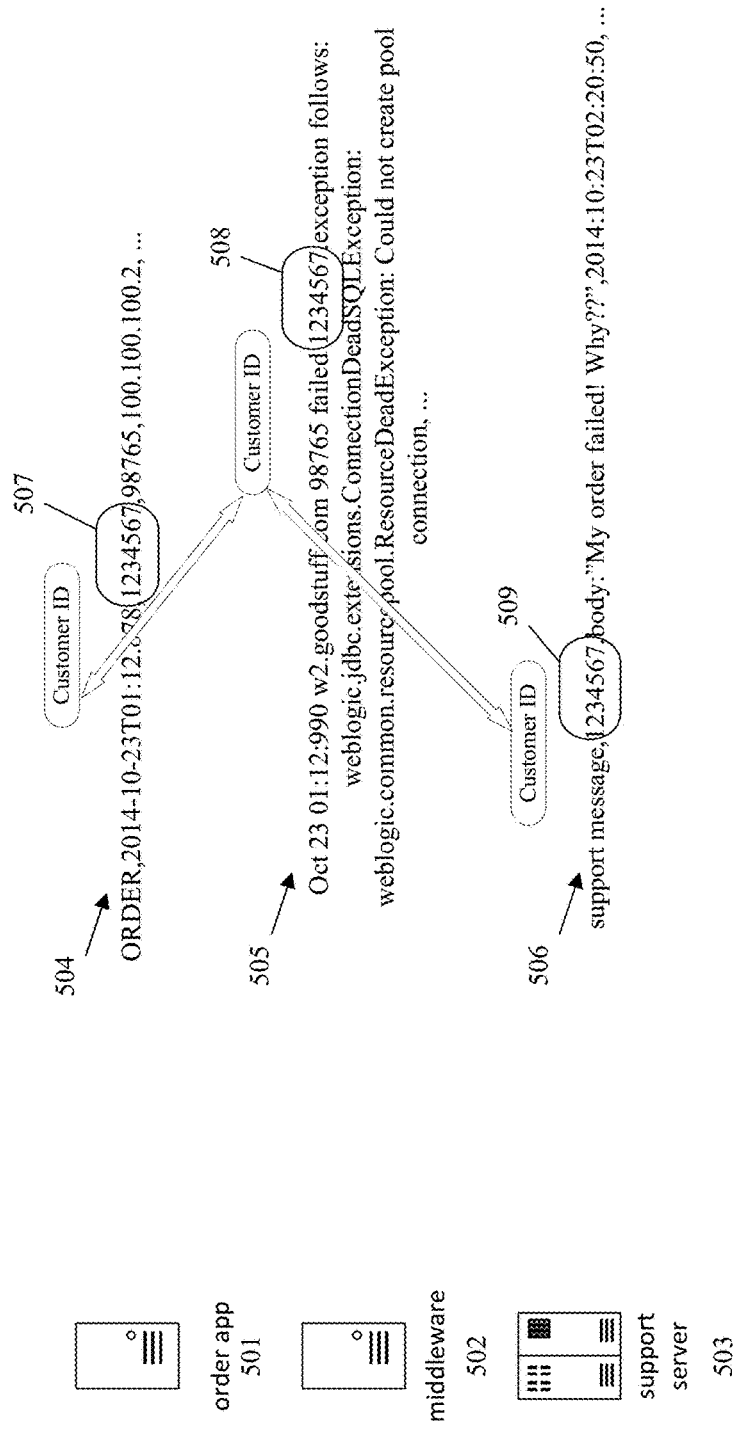 507
Customer ID
504
ORDER,2014-10-23T01:12.878,1234567,98765,100.100.100.2, ...
order app
501
508
Customer ID
505
Oct 23 01:12:990 w2.goodstuff.com 98765 failed 1234567 exception follows:
weblogic.jdbc.extensions.ConnectionDeadSQLException:
weblogic.common.resourcepool.ResourceDeadException: Could not create pool
connection, ...
middleware
502
509
Customer ID
506
support message,1234567,body:”My order failed! Why??”,2014:10:23T02:20:50, ...
support
server
503